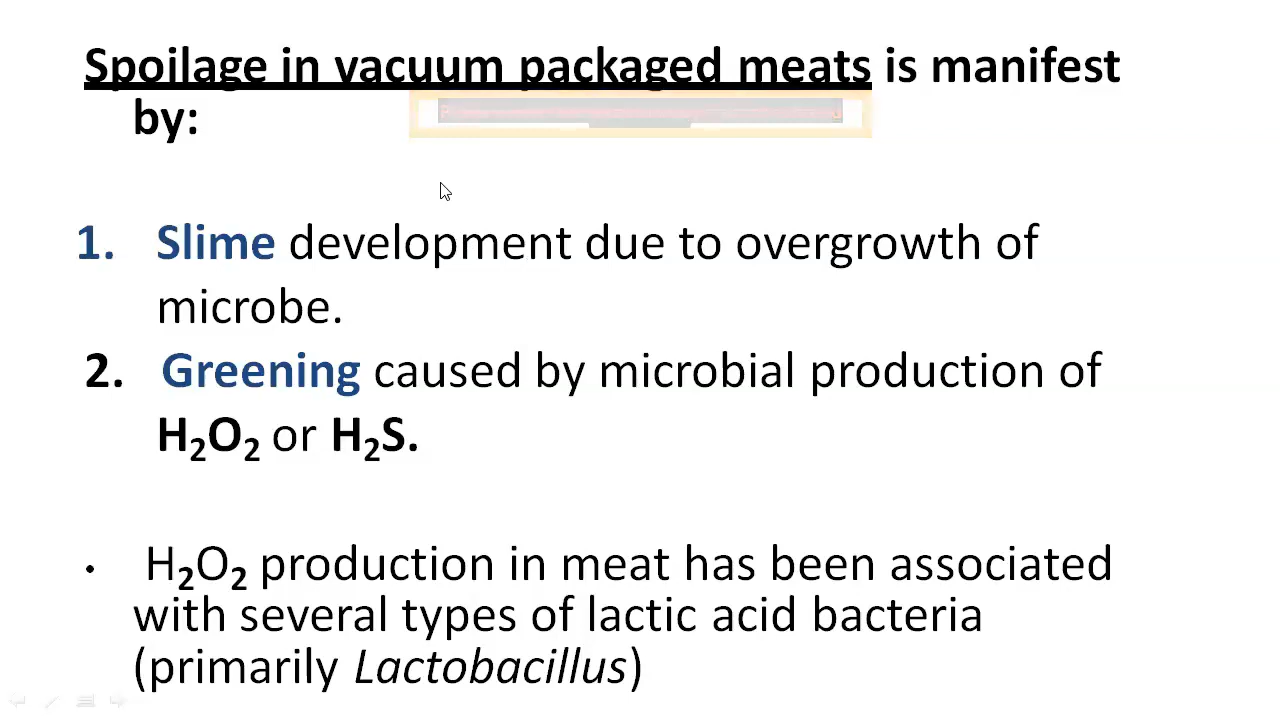 Spoilage in vacuum packaged meats is manifest
by:
1. Slime development due to overgrowth of
microbe.
2. Greening caused by microbial production of
H₂O₂ or H₂S.
• H₂O₂ production in meat has been associated
with several types of lactic acid bacteria
(primarily Lactobacillus)